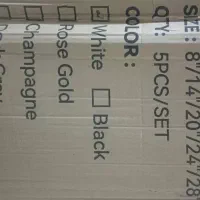 SIZE: 8"/14"/20"/24"/28
QTY: 5PCS/SET
COLOR:
☑ White ☐ Black
☐ Rose Gold
☐ Champagne